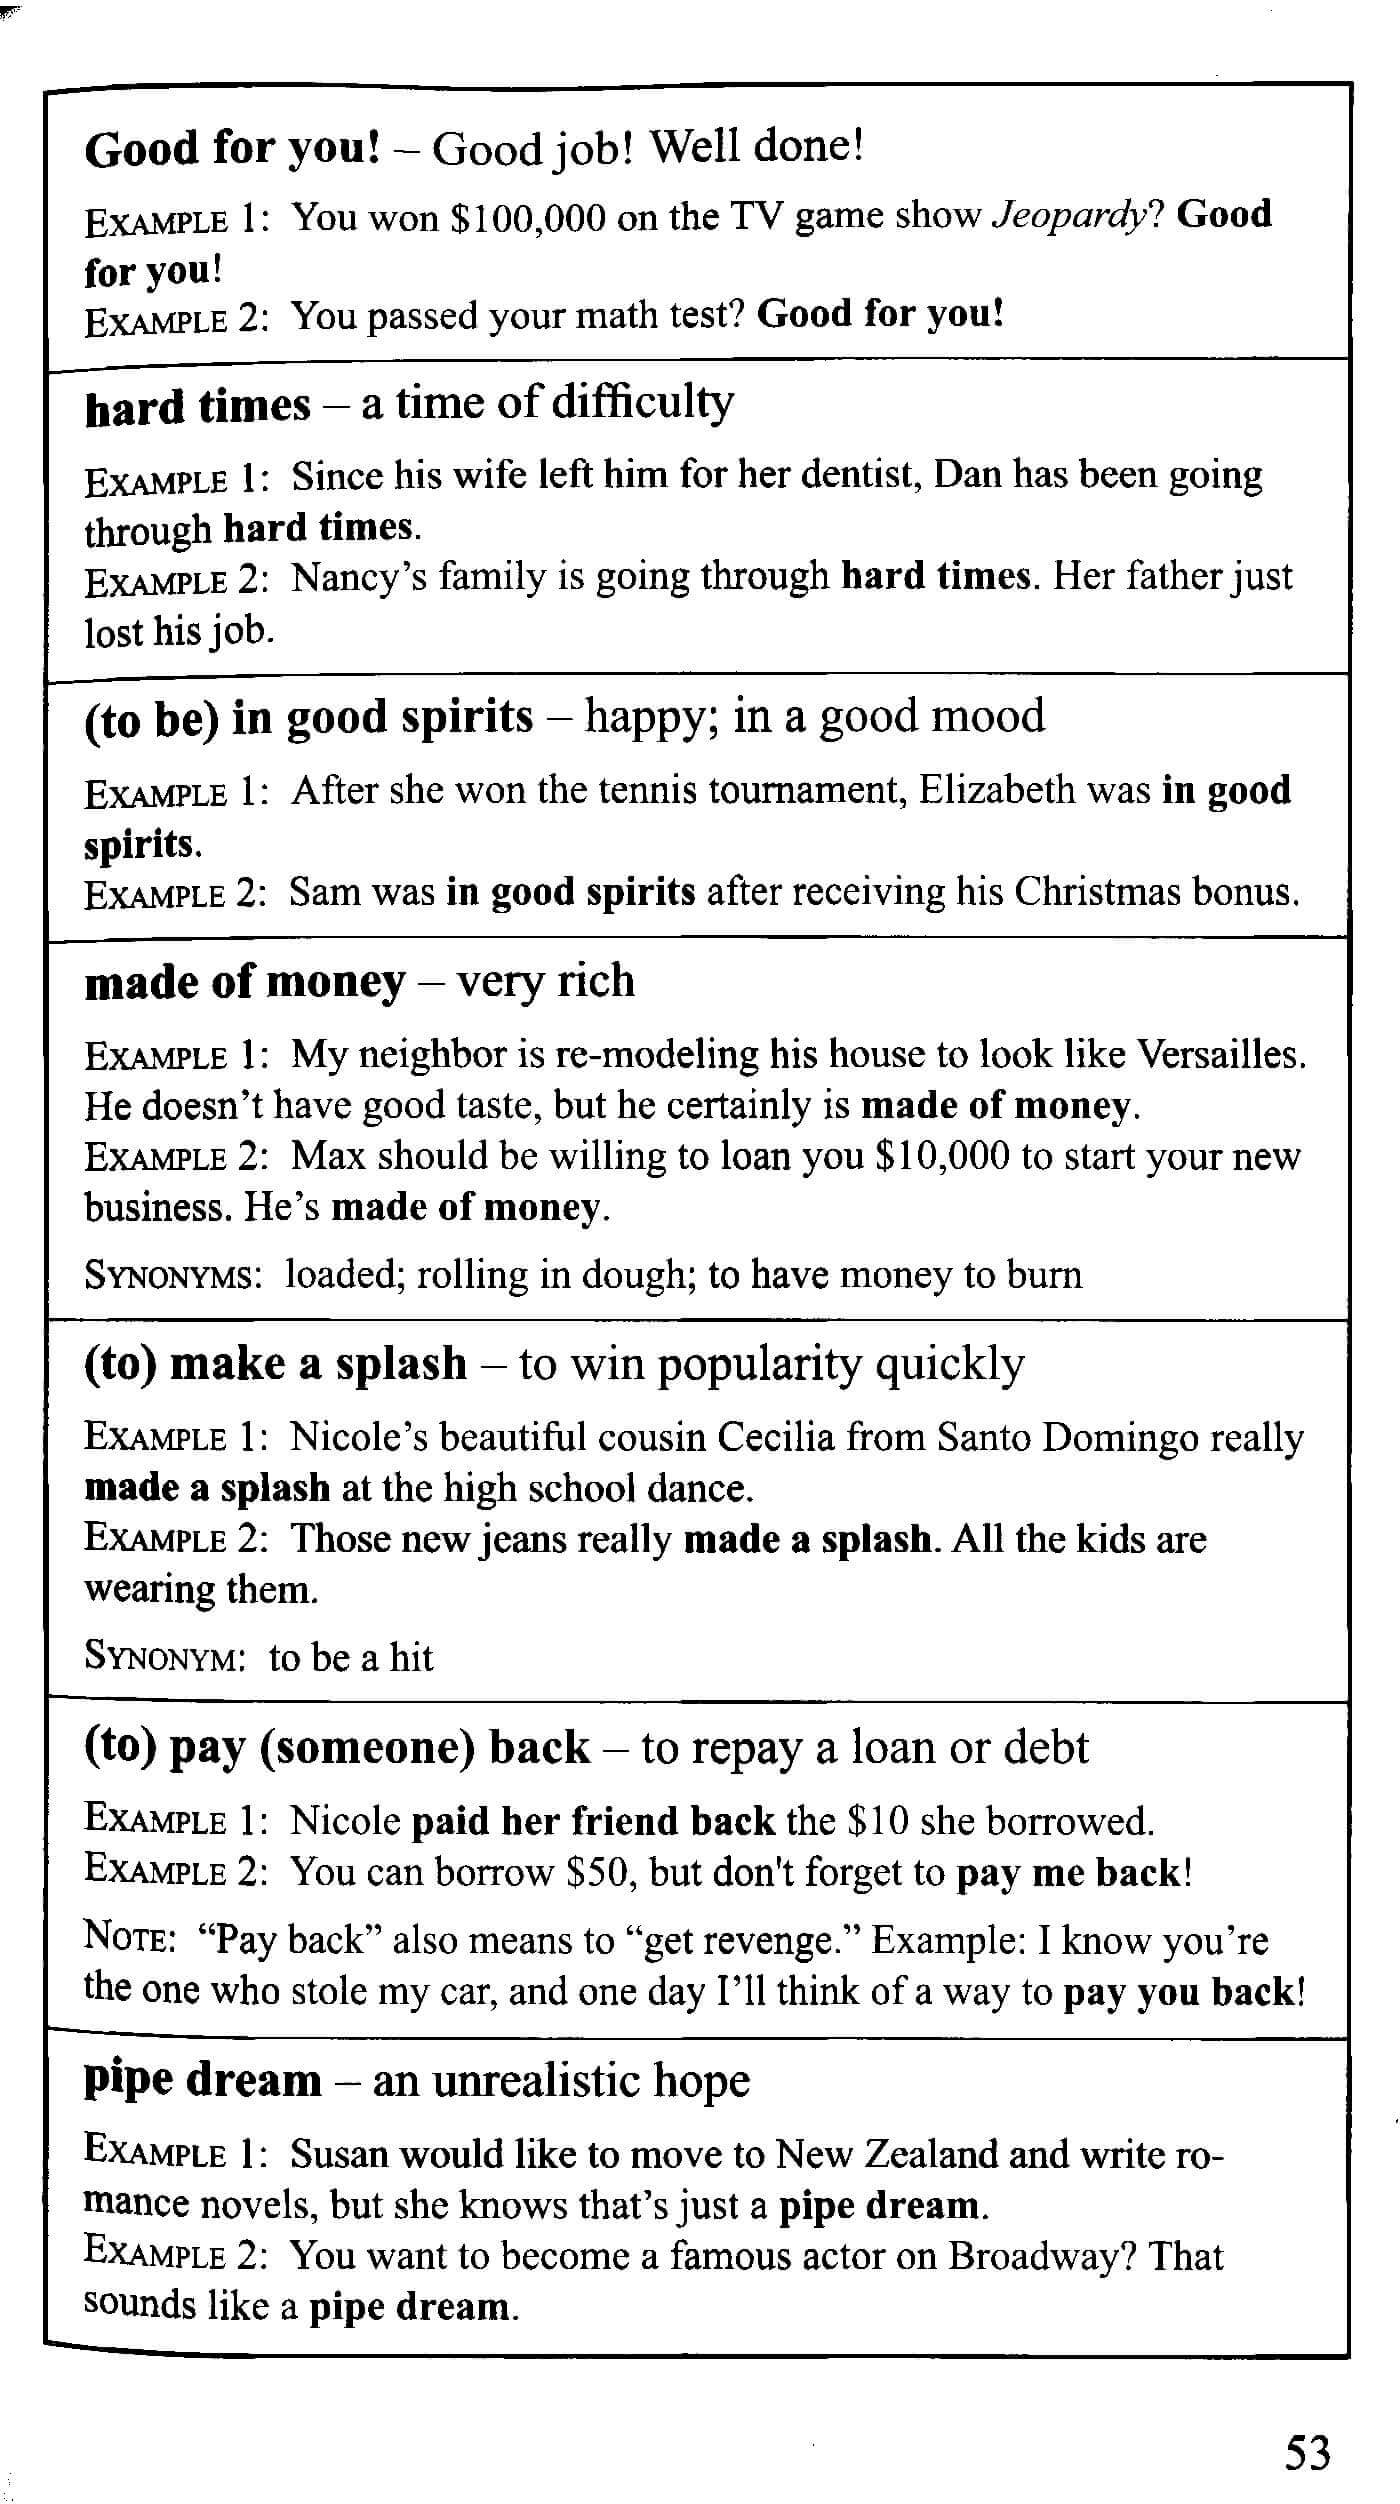 Good for you! – Good job! Well done!
EXAMPLE 1: You won $100,000 on the TV game show Jeopardy? Good
for you!
EXAMPLE 2: You passed your math test? Good for you!
hard times – a time of difficulty
EXAMPLE 1: Since his wife left him for her dentist, Dan has been going
through hard times.
EXAMPLE 2: Nancy's family is going through hard times. Her father just
lost his job.
(to be) in good spirits – happy; in a good mood
EXAMPLE 1: After she won the tennis tournament, Elizabeth was in good
spirits.
EXAMPLE 2: Sam was in good spirits after receiving his Christmas bonus.
made of money – very rich
EXAMPLE 1: My neighbor is re-modeling his house to look like Versailles.
He doesn't have good taste, but he certainly is made of money.
EXAMPLE 2: Max should be willing to loan you $10,000 to start your new
business. He's made of money.
SYNONYMS: loaded; rolling in dough; to have money to burn
(to) make a splash – to win popularity quickly
EXAMPLE 1: Nicole's beautiful cousin Cecilia from Santo Domingo really
made a splash at the high school dance.
EXAMPLE 2: Those new jeans really made a splash. All the kids are
wearing them.
SYNONYM: to be a hit
(to) pay (someone) back – to repay a loan or debt
EXAMPLE 1: Nicole paid her friend back the $10 she borrowed.
EXAMPLE 2: You can borrow $50, but don't forget to pay me back!
NOTE: "Pay back" also means to "get revenge." Example: I know you're
the one who stole my car, and one day I'll think of a way to pay you back!
pipe dream – an unrealistic hope
EXAMPLE 1: Susan would like to move to New Zealand and write ro-
mance novels, but she knows that's just a pipe dream.
EXAMPLE 2: You want to become a famous actor on Broadway? That
sounds like a pipe dream.
53